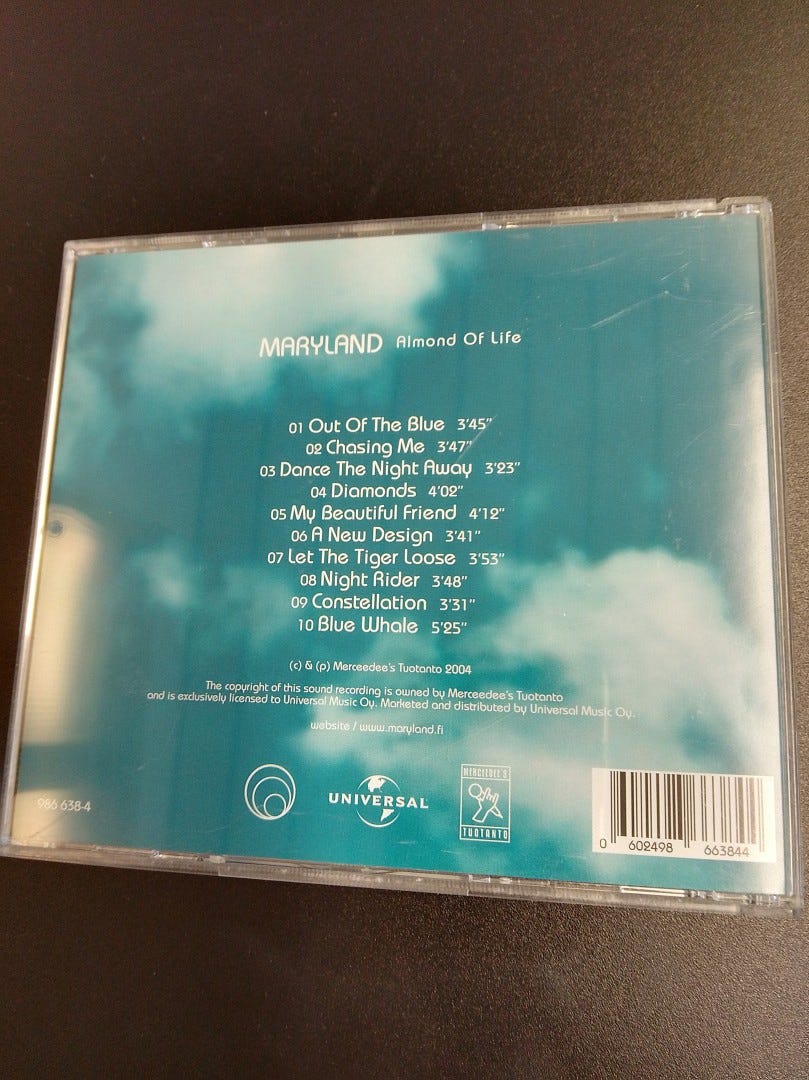 MARYLAND Almond Of Life
01 Out Of The Blue 3'45"
02 Chasing Me 3'47"
03 Dance The Night Away 3'23"
04 Diamonds 4'02"
05 My Beautiful Friend 4'12"
06 A New Design 3'41"
07 Let The Tiger Loose 3'53"
08 Night Rider 3'48"
09 Constellation 3'31"
10 Blue Whale 5'25"
(c) & (p) Merceedee's Tuotanto 2004
The copyright of this sound recording is owned by Merceedee's Tuotanto
and is exclusively licensed to Universal Music Oy. Marketed and distributed by Universal Music Oy.
website / www.maryland.fi
986 638-4
UNIVERSAL
MERCEEDEE'S
TUOTANTO
0 602498 663844